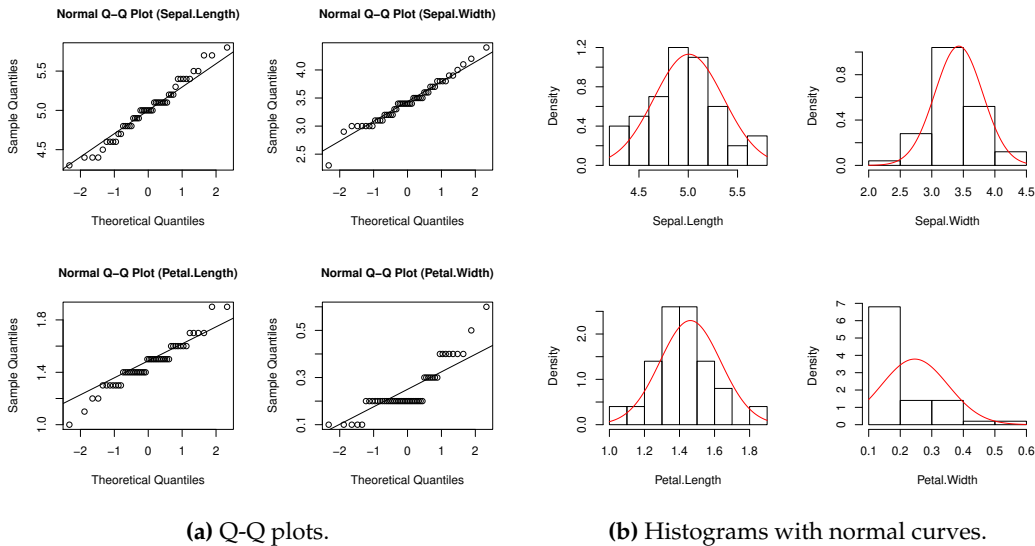 Normal Q−Q Plot (Sepal.Length)
Sample Quantiles
4.5 5.0 5.5
−2 −1 0 1 2
Theoretical Quantiles
Normal Q−Q Plot (Sepal.Width)
Sample Quantiles
2.5 3.0 3.5 4.0
−2 −1 0 1 2
Theoretical Quantiles
Density
0.0 0.4 0.8
4.5 5.0 5.5
Sepal.Length
Density
0.0 0.4 0.8
2.0 2.5 3.0 3.5 4.0 4.5
Sepal.Width
Normal Q−Q Plot (Petal.Length)
Sample Quantiles
1.0 1.4 1.8
−2 −1 0 1 2
Theoretical Quantiles
Normal Q−Q Plot (Petal.Width)
Sample Quantiles
0.1 0.3 0.5
−2 −1 0 1 2
Theoretical Quantiles
Density
0.0 1.0 2.0
1.0 1.2 1.4 1.6 1.8
Petal.Length
Density
0 1 2 3 4 5 6 7
0.1 0.2 0.3 0.4 0.5 0.6
Petal.Width
(a) Q-Q plots.
(b) Histograms with normal curves.